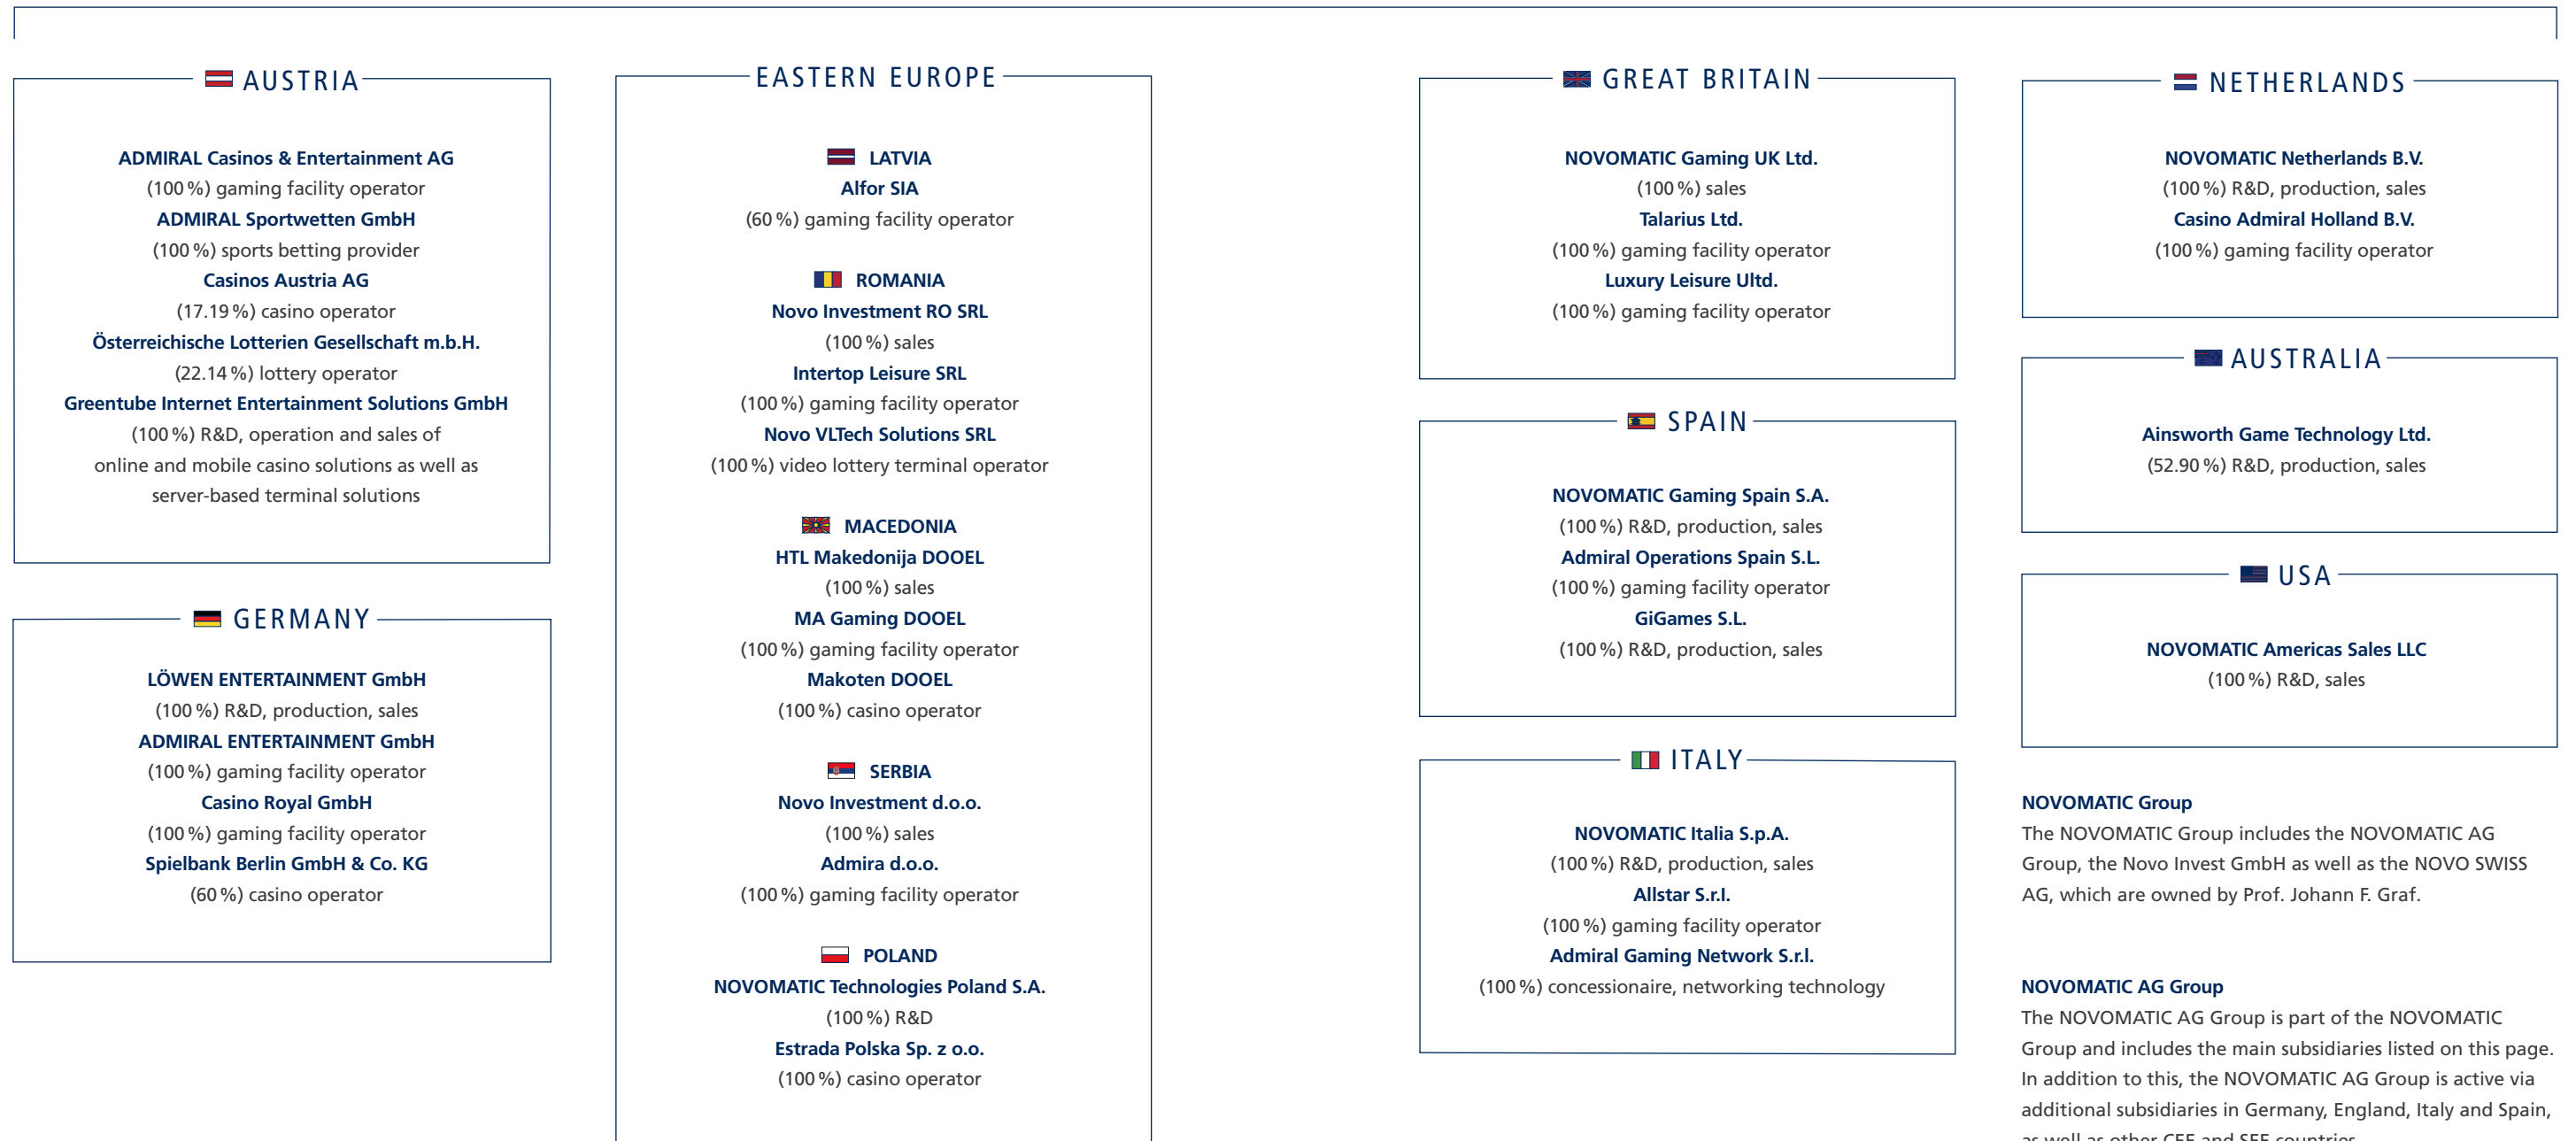 AUSTRIA
ADMIRAL Casinos & Entertainment AG
(100 %) gaming facility operator
ADMIRAL Sportwetten GmbH
(100 %) sports betting provider
Casinos Austria AG
(17.19 %) casino operator
Österreichische Lotterien Gesellschaft m.b.H.
(22.14 %) lottery operator
Greentube Internet Entertainment Solutions GmbH
(100 %) R&D, operation and sales of
online and mobile casino solutions as well as
server-based terminal solutions
GERMANY
LÖWEN ENTERTAINMENT GmbH
(100 %) R&D, production, sales
ADMIRAL ENTERTAINMENT GmbH
(100 %) gaming facility operator
Casino Royal GmbH
(100 %) gaming facility operator
Spielbank Berlin GmbH & Co. KG
(60 %) casino operator
EASTERN EUROPE
LATVIA
Alfor SIA
(60 %) gaming facility operator
ROMANIA
Novo Investment RO SRL
(100 %) sales
Intertop Leisure SRL
(100 %) gaming facility operator
Novo VLTech Solutions SRL
(100 %) video lottery terminal operator
MACEDONIA
HTL Makedonija DOOEL
(100 %) sales
MA Gaming DOOEL
(100 %) gaming facility operator
Makoten DOOEL
(100 %) casino operator
SERBIA
Novo Investment d.o.o.
(100 %) sales
Admira d.o.o.
(100 %) gaming facility operator
POLAND
NOVOMATIC Technologies Poland S.A.
(100 %) R&D
Estrada Polska Sp. z o.o.
(100 %) casino operator
GREAT BRITAIN
NOVOMATIC Gaming UK Ltd.
(100 %) sales
Talarius Ltd.
(100 %) gaming facility operator
Luxury Leisure Ultd.
(100 %) gaming facility operator
SPAIN
NOVOMATIC Gaming Spain S.A.
(100 %) R&D, production, sales
Admiral Operations Spain S.L.
(100 %) gaming facility operator
GiGames S.L.
(100 %) R&D, production, sales
ITALY
NOVOMATIC Italia S.p.A.
(100 %) R&D, production, sales
Allstar S.r.I.
(100 %) gaming facility operator
Admiral Gaming Network S.r.l.
(100 %) concessionaire, networking technology
NETHERLANDS
NOVOMATIC Netherlands B.V.
(100 %) R&D, production, sales
Casino Admiral Holland B.V.
(100 %) gaming facility operator
AUSTRALIA
Ainsworth Game Technology Ltd.
(52.90 %) R&D, production, sales
USA
NOVOMATIC Americas Sales LLC
(100 %) R&D, sales
NOVOMATIC Group
The NOVOMATIC Group includes the NOVOMATIC AG
Group, the Novo Invest GmbH as well as the NOVO SWISS
AG, which are owned by Prof. Johann F. Graf.
NOVOMATIC AG Group
The NOVOMATIC AG Group is part of the NOVOMATIC
Group and includes the main subsidiaries listed on this page.
In addition to this, the NOVOMATIC AG Group is active via
additional subsidiaries in Germany, England, Italy and Spain,
as well as other CEE and SEE countries.